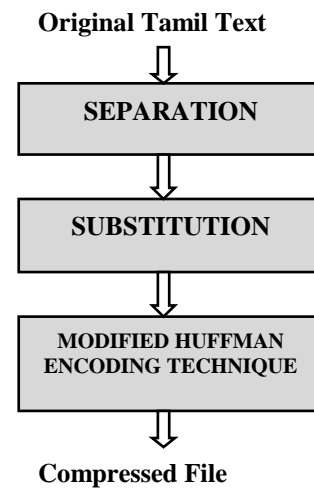 Original Tamil Text
SEPARATION
SUBSTITUTION
MODIFIED HUFFMAN
ENCODING TECHNIQUE
Compressed File